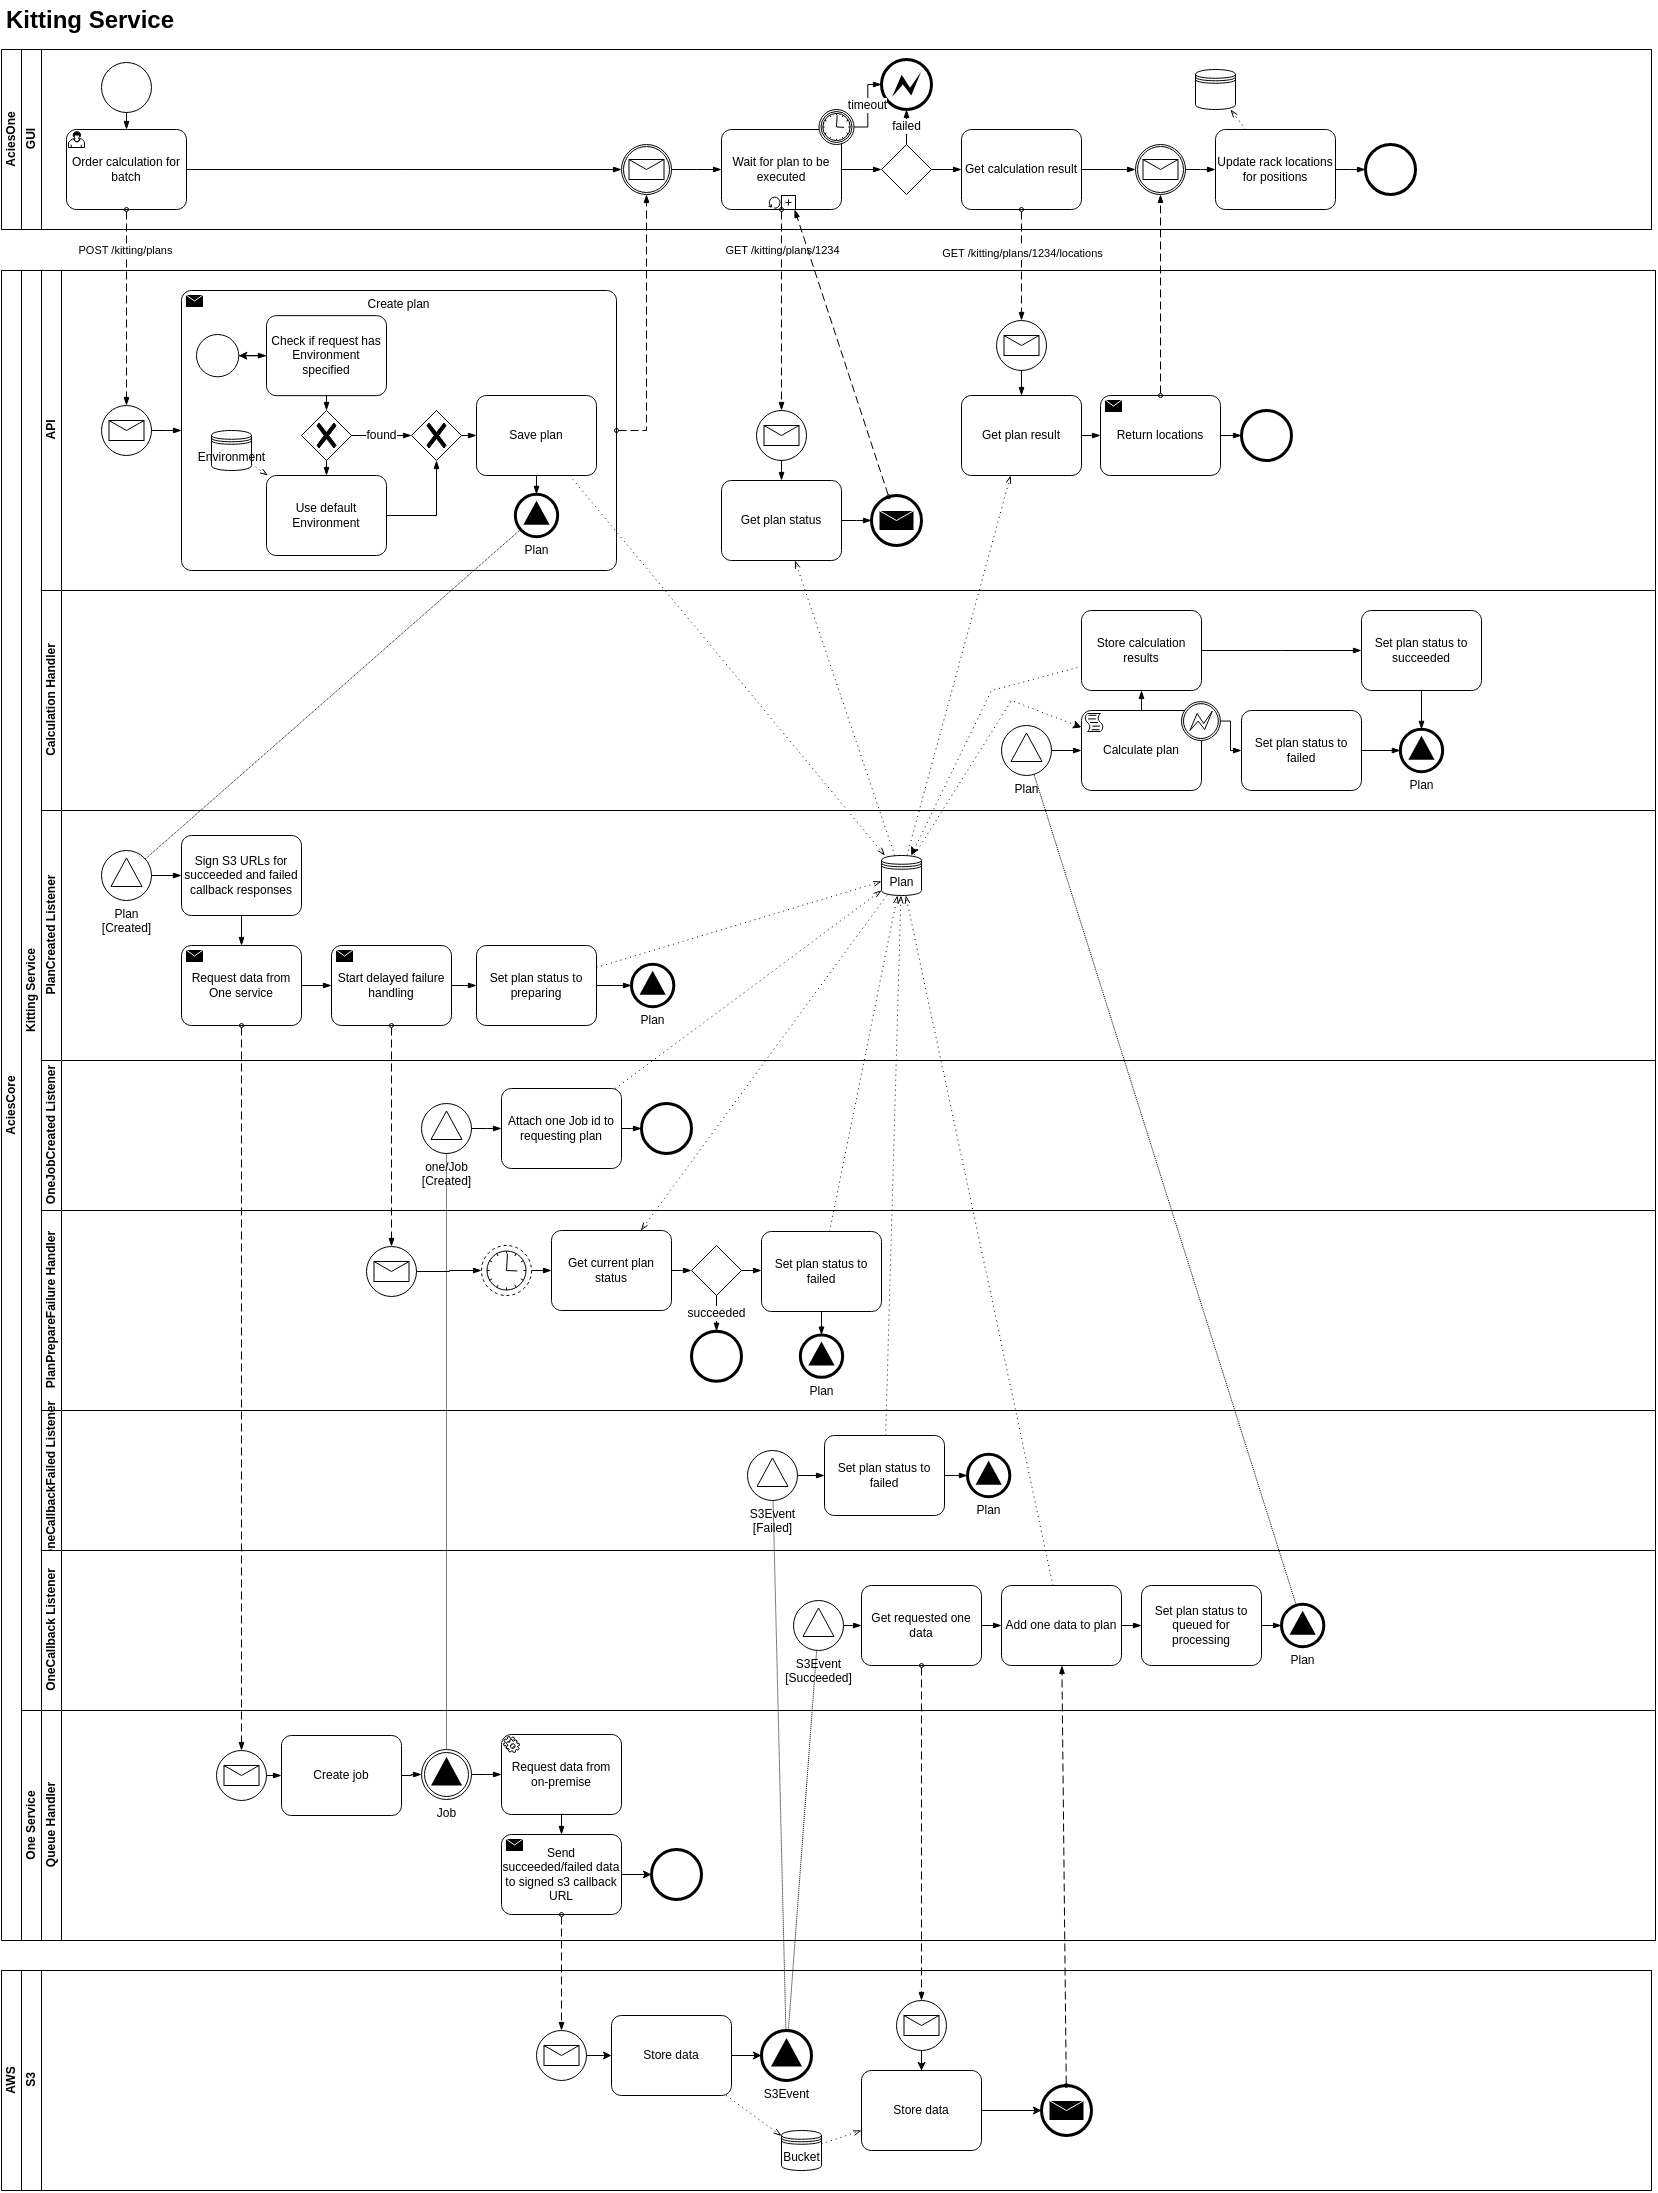 Kitting Service
AciesOne
GUI
Order calculation for
batch
Wait for plan to be
executed
timeout
failed
Get calculation result
Update rack locations
for positions
POST /kitting/plans
GET /kitting/plans/1234
GET /kitting/plans/1234/locations
AciesCore
Kitting Service
API
Create plan
Check if request has
Environment
specified
found
Save plan
Environment
Use default
Environment
Plan
Get plan status
Get plan result
Return locations
Calculation Handler
Store calculation
results
Set plan status to
succeeded
Plan
Calculate plan
Set plan status to
failed
Plan
PlanCreated Listener
Plan
[Created]
Sign S3 URLs for
succeeded and failed
callback responses
Plan
Request data from
One service
Start delayed failure
handling
Set plan status to
preparing
Plan
OneJobCreated Listener
one/Job
[Created]
Attach one Job id to
requesting plan
PlanPrepareFailure Handler
Get current plan
status
succeeded
Set plan status to
failed
Plan
neCallbackFailed Listener
S3Event
[Failed]
Set plan status to
failed
Plan
OneCallback Listener
S3Event
[Succeeded]
Get requested one
data
Add one data to plan
Set plan status to
queued for
processing
Plan
One Service
Queue Handler
Create job
Job
Request data from
on-premise
Send
succeeded/failed data
to signed s3 callback
URL
AWS
S3
Store data
S3Event
Store data
Bucket